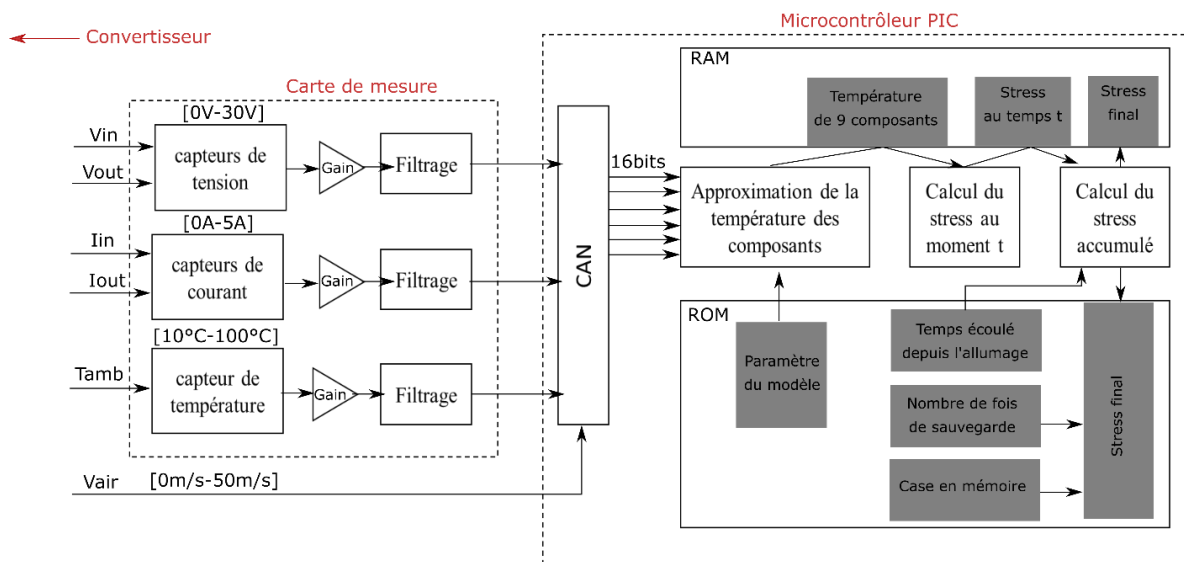 Microcontrôleur PIC
Convertisseur
Carte de mesure
[0V-30V]
Vin
Vout
capteurs de
tension
Gain
Filtrage
[0A-5A]
Iin
Iout
capteurs de
courant
Gain
Filtrage
[10°C-100°C]
Tamb
capteur de
température
Gain
Filtrage
Vair
[0m/s-50m/s]
CAN
16bits
RAM
Température
de 9 composants
Stress
au temps t
Stress
final
Approximation de la
température des
composants
Calcul du
stress au
moment t
Calcul du
stress
accumulé
ROM
Paramètre
du modèle
Temps écoulé
depuis l'allumage
Nombre de fois
de sauvegarde
Case en mémoire
Stress final